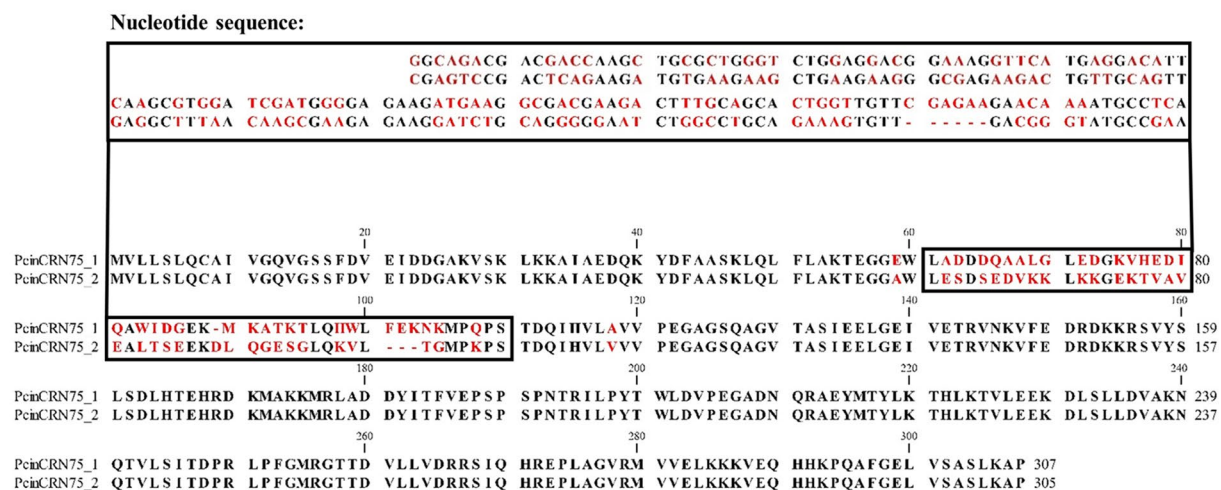 Nucleotide sequence:
GGCAGACG ACGACCAAGC TGCGCTGGGT CTGGAGGACG GAAAGGTTCA TGAGGACATT
CGAGTCCG ACTCAGAAGA TGTGAAGAAG CTGAAGAAGG GCGAGAAGAC TGTTGCAGTT
CAAGCGTGGA TCGATGGGGA GAAGATGAAG GCGACGAAGA CTTTGCAGCA CTGGTTGTTC GAGAAGAACA AAATGCCTCA
GAGGCTTTAA CAAGCGAAGA GAAGGATCTG CAGGGGGAAT CTGGCCTGCA GAAAGTGTT- -----GACGG GTATGCCGAA
20 40 60 80
PcinCRN75_1 MVLLSLQCAI VGQVGSSFDV EIDDGAKVSK LKKAIAEDQK YDFAASKLQL FLAKTEGGEW LADDDQAALG LEDGKVHEDI 80
PcinCRN75_2 MVLLSLQCAI VGQVGSSFDV EIDDGAKVSK LKKAIAEDQK YDFAASKLQL FLAKTEGGAW LESDSEDVKK LKKGEKTVAV 80
100 120 140 160
PcinCRN75_1 QAWIDGEK-M KATKTLQHWL FEKNKMPQPS TDQIHVLAVV PEGAGSQAGV TASIEELGEI VETRVNKVFE DRDKKRSVYS 159
PcinCRN75_2 EALTSEEKDL QGESGLQKVL ---TGMPKPS TDQIHVLVVV PEGAGSQAGV TASIEELGEI VETRVNKVFE DRDKKRSVYS 157
180 200 220 240
PcinCRN75_1 LSDLHTEHRD KMAKKMRLAD DYITFVEPSP SPNTRILPYT WLDVPEGADN QRAEYMTYLK THLKTVLEEK DLSLLDVAKN 239
PcinCRN75_2 LSDLHTEHRD KMAKKMRLAD DYITFVEPSP SPNTRILPYT WLDVPEGADN QRAEYMTYLK THLKTVLEEK DLSLLDVAKN 237
260 280 300
PcinCRN75_1 QTVLSITDPR LPFGMRGTTD VLLVDRRSIQ HREPLAGVRM VVELKKKVEQ HHKPQAFGEL VSASLKAP 307
PcinCRN75_2 QTVLSITDPR LPFGMRGTTD VLLVDRRSIQ HREPLAGVRM VVELKKKVEQ HHKPQAFGEL VSASLKAP 305